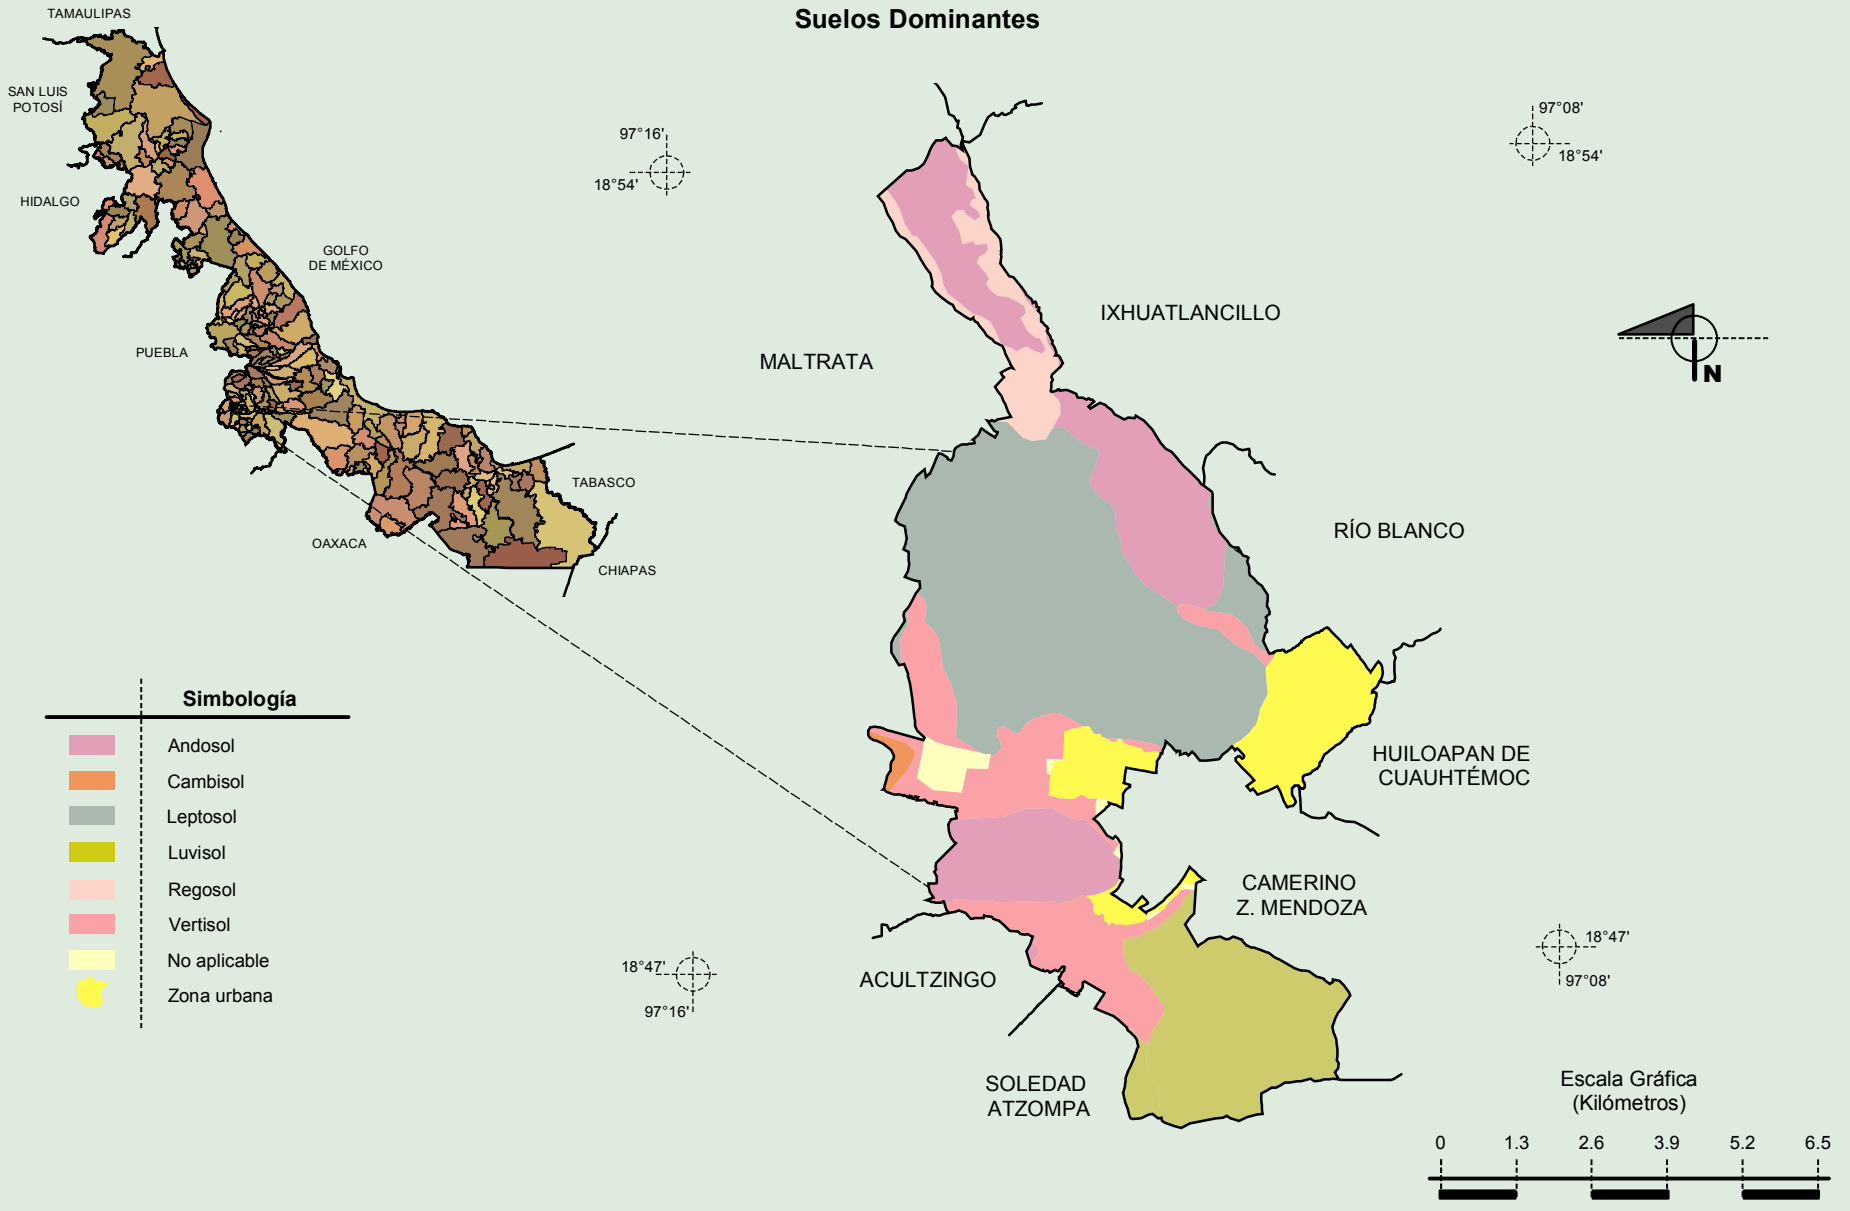 Suelos Dominantes
TAMAULIPAS
SAN LUIS
POTOSÍ
HIDALGO
GOLFO
DE MÉXICO
PUEBLA
OAXACA
TABASCO
CHIAPAS
97°16'
18°54'
97°08'
18°54'
IXHUATLANCILLO
MALTRATA
N
RÍO BLANCO
HUILOAPAN DE
CUAUHTÉMOC
CAMERINO
Z. MENDOZA
ACULTZINGO
SOLEDAD
ATZOMPA
18°47'
97°16'
18°47'
97°08'
Simbología
Andosol
Cambisol
Leptosol
Luvisol
Regosol
Vertisol
No aplicable
Zona urbana
Escala Gráfica
(Kilómetros)
0 1.3 2.6 3.9 5.2 6.5